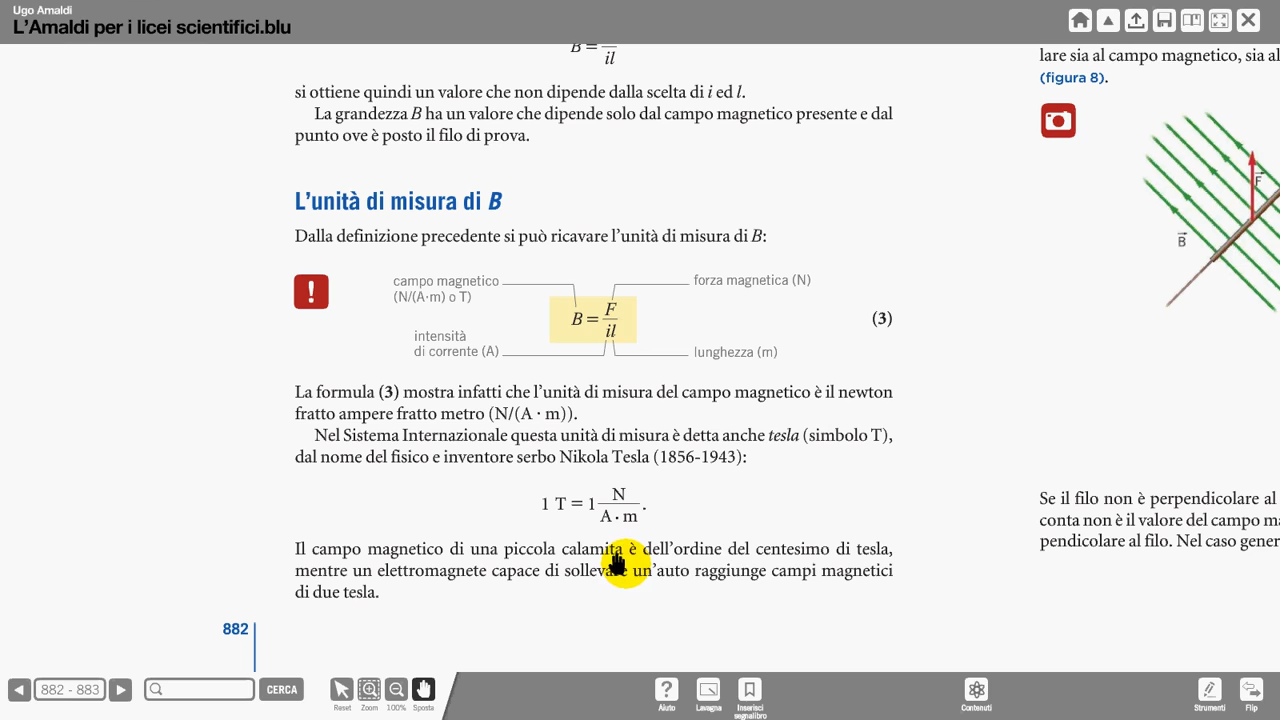 Ugo Amaldi
L'Amaldi per i licei scientifici.blu
B = 
il
si ottiene quindi un valore che non dipende dalla scelta di i ed l.
La grandezza B ha un valore che dipende solo dal campo magnetico presente e dal
punto ove è posto il filo di prova.
L'unità di misura di B
Dalla definizione precedente si può ricavare l'unità di misura di B:
!
campo magnetico
(N/(A·m) o T)
forza magnetica (N)
B = F
il
(3)
intensità
di corrente (A)
lunghezza (m)
La formula (3) mostra infatti che l'unità di misura del campo magnetico è il newton
fratto ampere fratto metro (N/(A · m)).
Nel Sistema Internazionale questa unità di misura è detta anche tesla (simbolo T),
dal nome del fisico e inventore serbo Nikola Tesla (1856-1943):
1 T = 1 N
A · m .
Il campo magnetico di una piccola calamita è dell'ordine del centesimo di tesla,
mentre un elettromagnete capace di sollevare un'auto raggiunge campi magnetici
di due tesla.
882
lare sia al campo magnetico, sia al
(figura 8).
F
B
Se il filo non è perpendicolare al
conta non è il valore del campo ma
pendicolare al filo. Nel caso gener
882 - 883
CERCA
Reset
Zoom
100%
Sposta
? 
Aiuto
Lavagna
Inserisci
segnalibro
Contenuti
Strumenti
Flip